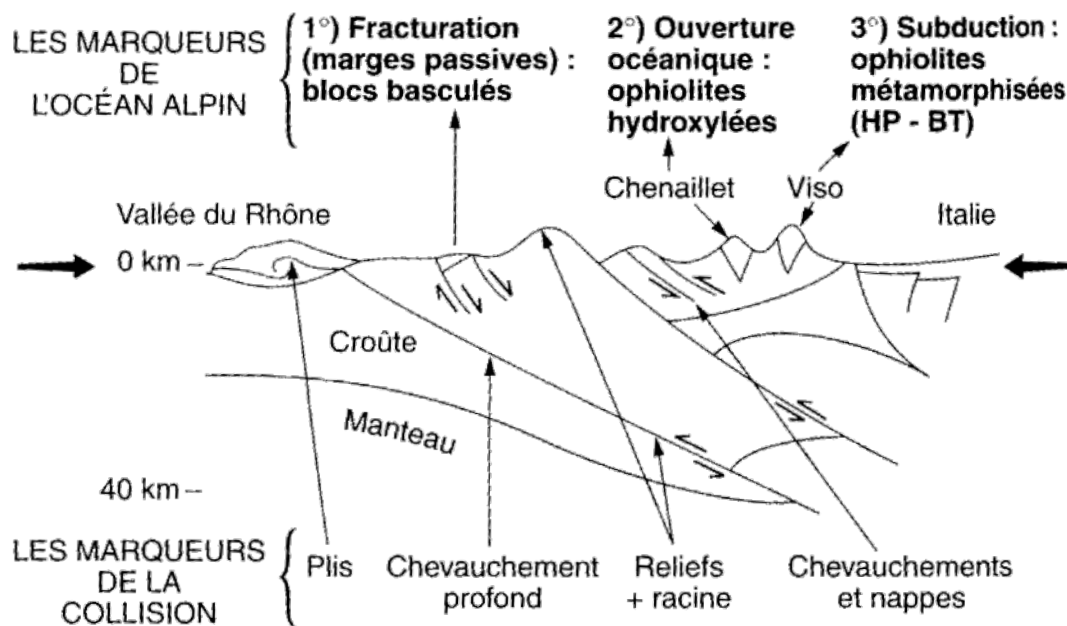 LES MARQUEURS
DE
L'OCÉAN ALPIN
1°) Fracturation
(marges passives) :
blocs basculés
2°) Ouverture
océanique :
ophiolites
hydroxylées
3°) Subduction :
ophiolites
métamorphisées
(HP - BT)
Chenaillet
Viso
Vallée du Rhône
Italie
0 km
Croûte
Manteau
40 km
LES MARQUEURS
DE LA
COLLISION
Plis
Chevauchement
profond
Reliefs
+ racine
Chevauchements
et nappes